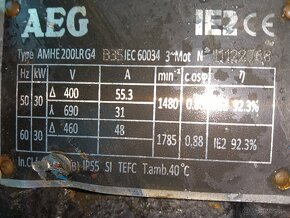 AEG IE2 CE
Type AMHE 200LR G4 B35 IEC 60034 3~Mot N°
Hz kW V A min⁻¹ cosφ η
50 30 Δ 400 55.3 1480 92.3%
⅄ 690 31
60 30 Δ 460 48 1785 0.88 IE2 92.3%
IP55 SI TEFC T.amb.40°C